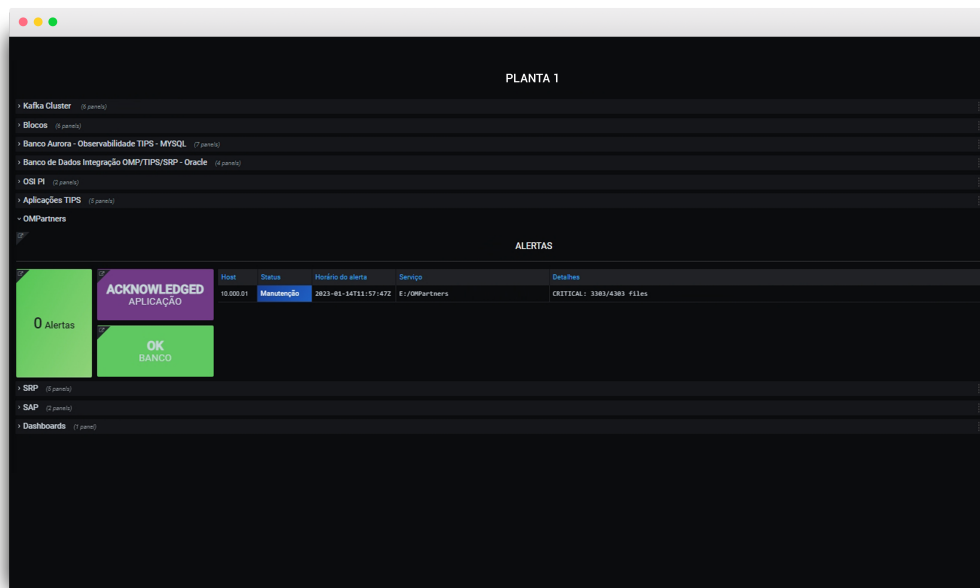 PLANTA 1
Kafka Cluster (6 panels)
Blocos (6 panels)
Banco Aurora - Observabilidade TIPS - MYSQL (7 panels)
Banco de Dados Integração OMP/TIPS/SRP - Oracle (4 panels)
OSI PI (2 panels)
Aplicações TIPS (5 panels)
OMPartners
ALERTAS
0 Alertas
ACKNOWLEDGED
APLICAÇÃO
OK
BANCO
Host Status Horário do alerta Serviço Detalhes
10.000.01 Manutenção 2023-01-14T11:57:47Z E:/OMPartners CRITICAL: 3303/4303 files
SRP (5 panels)
SAP (2 panels)
Dashboards (1 panel)